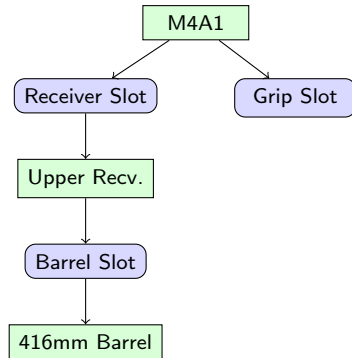 M4A1
Receiver Slot
Grip Slot
Upper Recv.
Barrel Slot
416mm Barrel